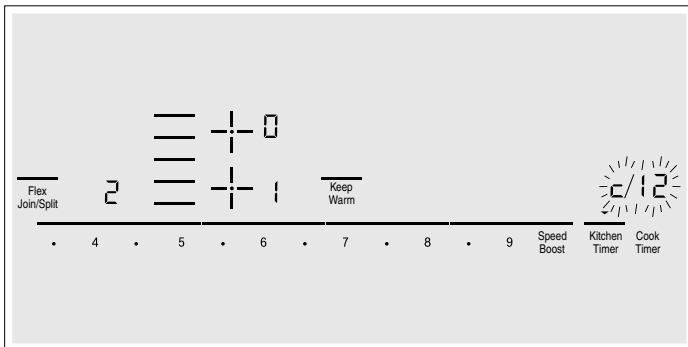 0
Flex
Join/Split
2
1
Keep
Warm
c/12
. 4 . 5 . 6 . 7 . 8 . 9
Speed
Boost
Kitchen
Timer
Cook
Timer